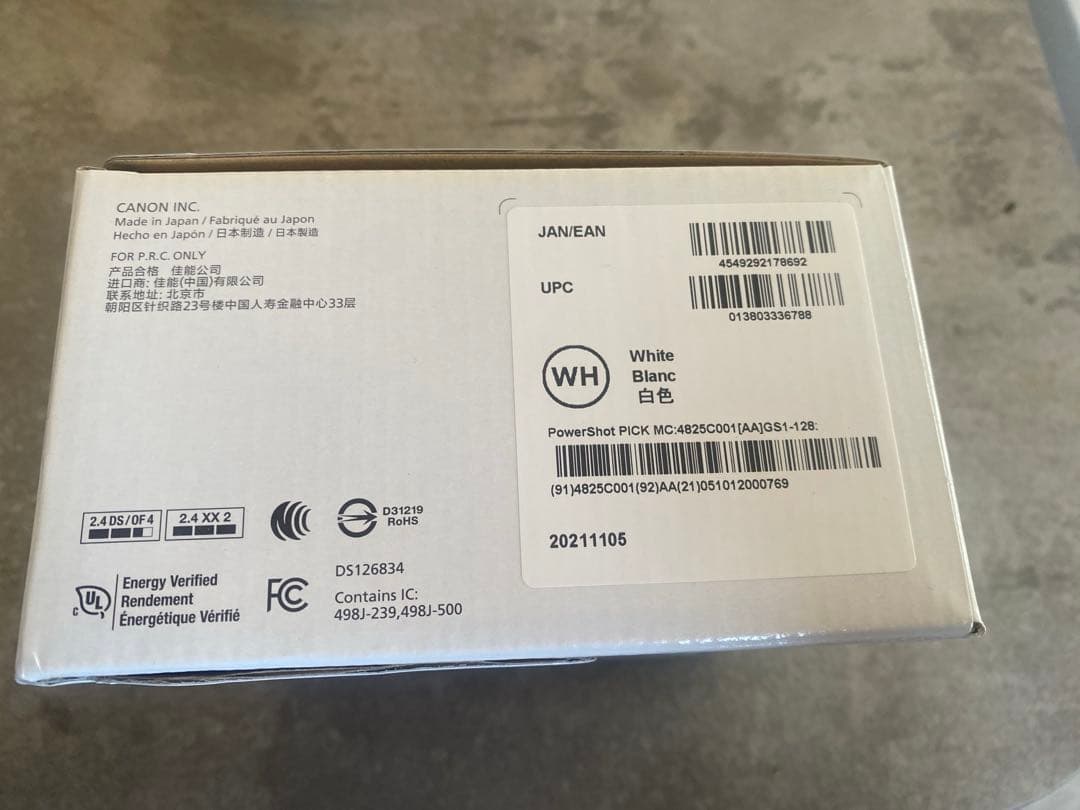 CANON INC.
Made in Japan / Fabriqué au Japon
Hecho en Japón / 日本制造 / 日本製造
FOR P.R.C. ONLY
产品合格 佳能公司
进口商: 佳能(中国)有限公司
联系地址: 北京市
朝阳区针织路23号楼中国人寿金融中心33层
JAN/EAN
4549292178692
UPC
013803336788
WH
White
Blanc
白色
PowerShot PICK MC:4825C001[AA]GS1-128:
(91)4825C001(92)AA(21)051012000769
20211105
2.4 DS/OF 4
2.4 XX 2
D31219
RoHS
C UL
Energy Verified
Rendement
Énergétique Vérifié
FC
DS126834
Contains IC:
498J-239,498J-500